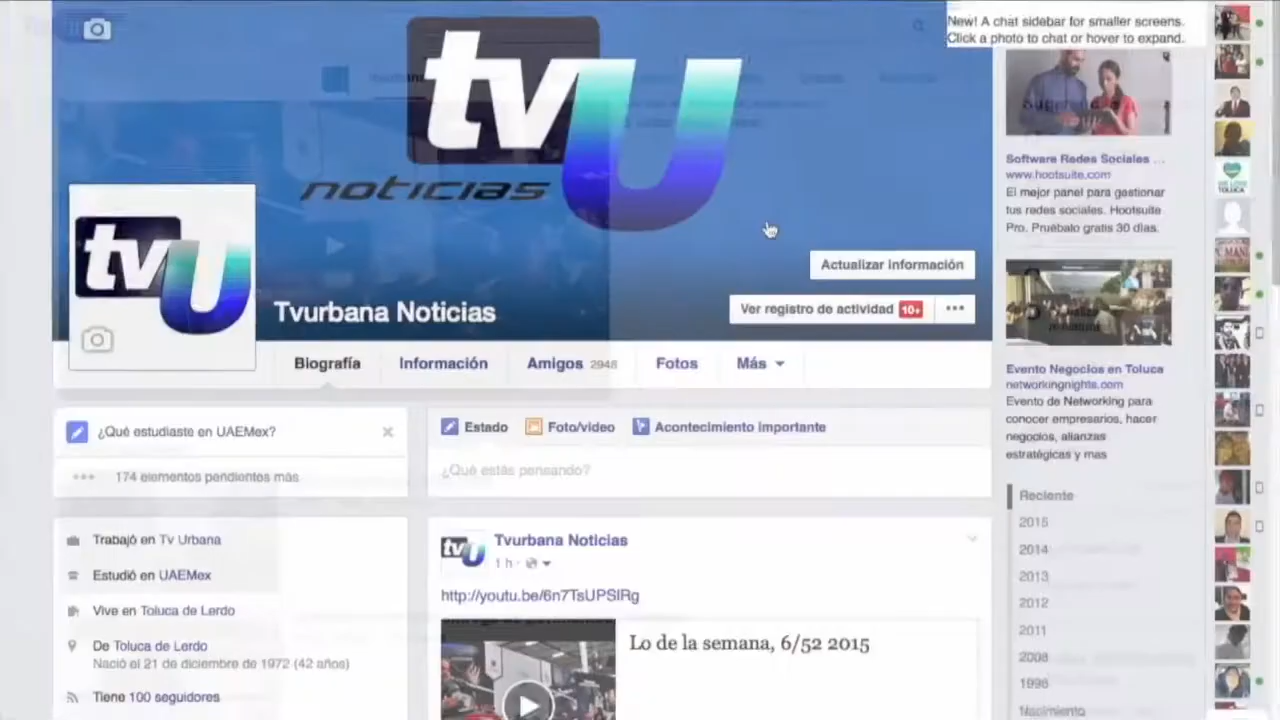 New! A chat sidebar for smaller screens.
Click a photo to chat or hover to expand.
tvU
noticias
tvU
Tvurbana Noticias
Actualizar información
Ver registro de actividad 10+
Biografía
Información
Amigos 2948
Fotos
Más
¿Qué estudiaste en UAEMex?
174 elementos pendientes más
Trabajó en Tv Urbana
Estudió en UAEMex
Vive en Toluca de Lerdo
De Toluca de Lerdo
Nació el 21 de diciembre de 1972 (42 años)
Tiene 100 seguidores
Estado
Foto/video
Acontecimiento importante
¿Qué estás pensando?
tvU
Tvurbana Noticias
1 h
http://youtu.be/6n7TsUPSIRg
Lo de la semana, 6/52 2015
Software Redes Sociales ...
www.hootsuite.com
El mejor panel para gestionar
tus redes sociales. Hootsuite
Pro. Pruébalo gratis 30 días.
Evento Negocios en Toluca
networkingnights.com
Evento de Networking para
conocer empresarios, hacer
negocios, alianzas
estratégicas y mas
Reciente
2015
2014
2013
2012
2011
2008
1996
Nacimiento